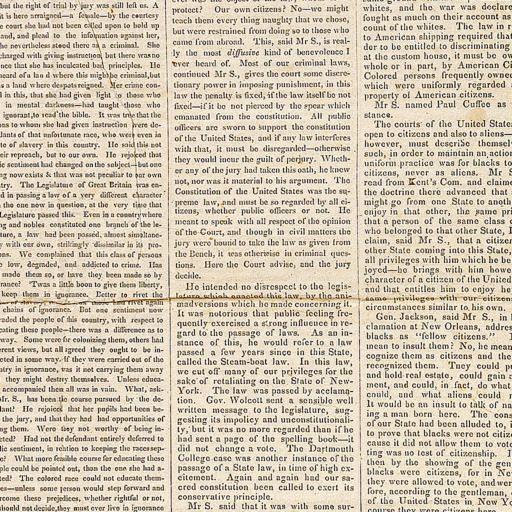 but the right of trial by jury was still left us. A
t is here arraigned—a female—by the courtesy
e court she had not been called upon to hold up
and, and plead to the information against her,
he nevertheless stood there a criminal. She
charged with giving instruction, but there was no
ence that she has inculcated bad principles. He
heard of a land where this might be criminal, but
as a land where despots reigned. Her crime con-
l in this, that she had given light to those who
in mental darkness—had taught those who
ignorant, to read the bible. It was true that the
ns to whom she had given instruction were de-
dants of that unfortunate race, who were even in
te of slavery in this country. He said this not
their reproach, but to our own. He rejoiced that
ic sentiment had changed on the subject—but one
ng now exists & that was not peculiar to our own
try. The Legislature of Great Britain was en-
d in passing a law of a very different character
n the one now in question, at the very time that
Legislature passed this. Even in a country where
ng and nobles constituted one branch of the le-
ture, a law had been passed, almost simultane-
y with our own, strikingly dissimilar in its pro-
ns. We complained that this class of persons
e low, degraded, and addicted to crime. Has
made them so, or have they been made so by
rance? 'Twas a little boon to give them liberty,
keep them in ignorance. Better to rivet the
chains of ignorance. But one sentiment now
vaded the people of this country, with respect to
cating these people—there was a difference as to
way. Some were for colonizing them, others had
erent views, but all agreed they ought to be in-
cted in some way. If they were carried out of the
try in ignorance, was it not carrying them away
they might destroy themselves. Unless educa-
accompanied them all was in vain. What, said
Mr. S., has been the course pursued by the de-
lant? He rejoiced that her pupils had been be-
the jury, and that they had had opportunities of
ing them. Were they not worthy of being in-
cted? Had not the defendant entirely deferred to
lic sentiment, in relation to keeping the races sep-
te? What more feasible course for educating these
ple could be pointed out, than the one she had a
ted? The colored race could not educate them-
es—unless some person would step forward and
rcome these prejudices, whether rightful or not,
should not decide, they must ever live in ignorance
protect? Our own citizens? No—we might
teach them every thing naughty that we chose,
but were restrained from doing so to those who
came from abroad. This, said Mr S., is real-
ly the most diffusive kind of benevolence I
ever heard of. Most of our criminal laws,
continued Mr S., gives the court some discre-
tionary power in imposing punishment, in this
law the penalty is fixed, if the law itself be not
fixed—if it be not pierced by the spear which
emanated from the constitution. All public
officers are sworn to support the constitution
of the United States, and if any law interferes
with that, it must be disregarded—otherwise
they would incur the guilt of perjury. Wheth-
er any of the jury had taken this oath, he knew
not, nor was it material to his argument. The
Constitution of the United States was the su-
preme law, and must be so regarded by all ci-
tizens, whether public officers or not. He
meant to speak with all respect of the opinion
of the Court, and though in civil matters the
jury were bound to take the law as given from
the Bench, it was otherwise in criminal ques-
tions. Here the Court advise, and the jury
decide.
He intended no disrespect to the legis-
lature which enacted this law, by the ani-
madversions which he made concerning it.
It was notorious that public feeling fre-
quently exercised a strong influence in re-
gard to the passage of laws. As an in-
stance of this, he would refer to a law
passed a few years since in this State,
called the Steam-boat law. In this law,
we cut off many of our privileges for the
sake of retaliating on the State of New-
York. The law was passed by acclama-
tion. Gov. Wolcott sent a sensible well
written message to the legislature, sug-
gesting its impolicy and unconstitutionali-
ty, but it was no more regarded than if he
had sent a page of the spelling book—it
did not change a vote. The Dartmouth
College case was another instance of the
passage of a State law, in time of high ex-
citement. Again and again had our sa-
cred constitution been called to exert its
conservative principle.
Mr S. said that it was with some sur-
whites, and the war was declared
fought as much on their account as
count of the whites. The law in r
to American shipping required that
der to be entitled to discriminating
at the custom house, it must be ow
whole or in part, by American Ci
Colored persons frequently owned
which were uniformly regarded
property of American citizens.
Mr S. named Paul Cuffee as
stance.
The courts of the United States
open to citizens and also to aliens—
however, must describe themselv
such, in order to maintain an action
uniform practice was for blacks to
citizens, never as aliens. Mr S
read from Kent's Com. and claime
the doctrine there advanced that
might go from one State to anoth
enjoy in that other, the same pri
that a person of the same class o
who belonged to that other State, I
claim, said Mr S., that a citizen
other State coming into this State,
all privileges with him which he be
joyed—he brings with him howe
character of a citizen of the United
and that entitles him to enjoy he
same privileges with our citizen
circumstances similar to his own.
Gen. Jackson, said Mr S., in h
clamation at New Orleans, address
blacks as "fellow citizens." D
mean to insult them? No, he mean
cognize them as citizens and the
recognized them. They could pu
and hold real estate, could gain a
ment, and could, in fact, do what
could, and what aliens could n
It would be an insult to talk of na
ing a man born here. The cons
of our State had been alluded to, i
to prove that blacks were not citizen
cause it did not allow them to vote
ting was no test of citizenship. I
then by the showing of the gen
blacks were citizens, for in Ne
they were allowed to vote, and wer
fore, according to the gentleman,
of the United States in New Yo
course they were citizens here